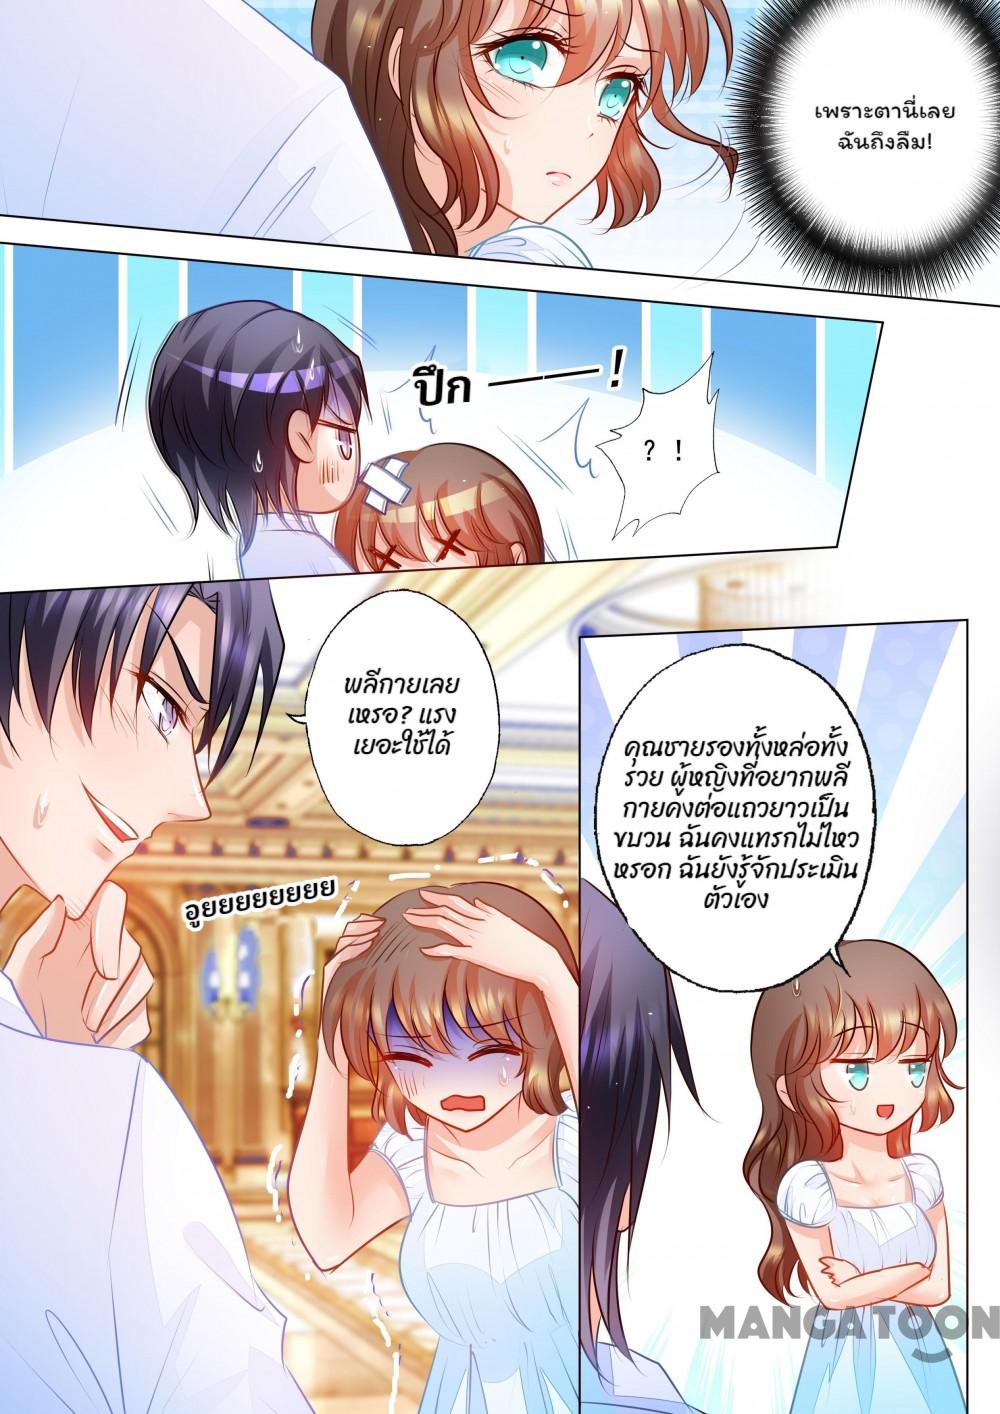 เพราะตานี่เลย
ฉันถึงลืม!
ปึก ———!
? !
พลีกายเลย
เหรอ? แรง
เยอะใช้ได้
อูยยยยยยยย
คุณชายรองทั้งหล่อทั้ง
รวย ผู้หญิงที่อยากพลี
กายคงต่อแถวยาวเป็น
ขบวน ฉันคงแทรกไม่ไหว
หรอก ฉันยังรู้จักประเมิน
ตัวเอง
MANGATOON